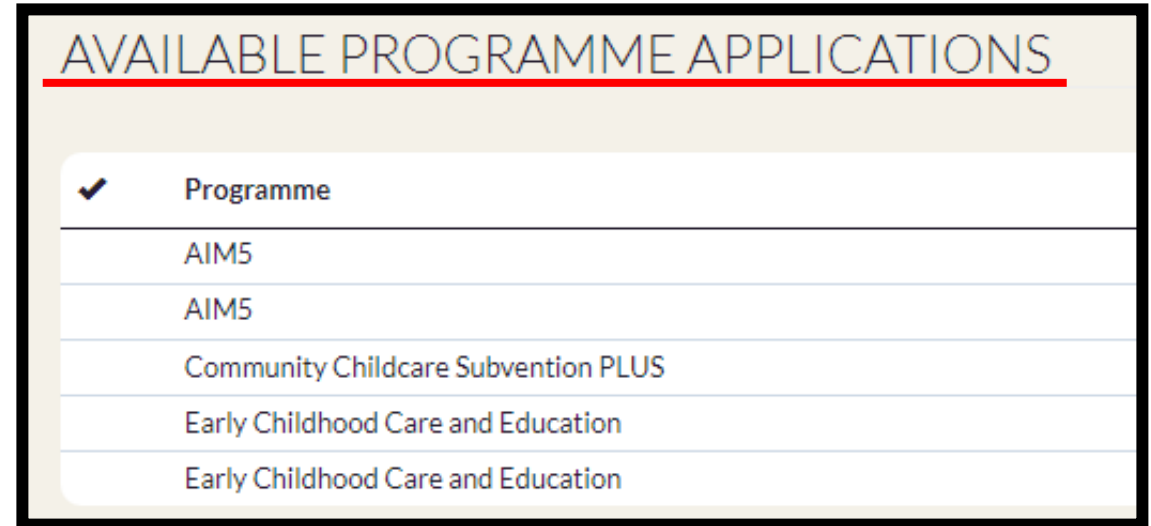 AVAILABLE PROGRAMME APPLICATIONS
✔ Programme
AIM5
AIM5
Community Childcare Subvention PLUS
Early Childhood Care and Education
Early Childhood Care and Education